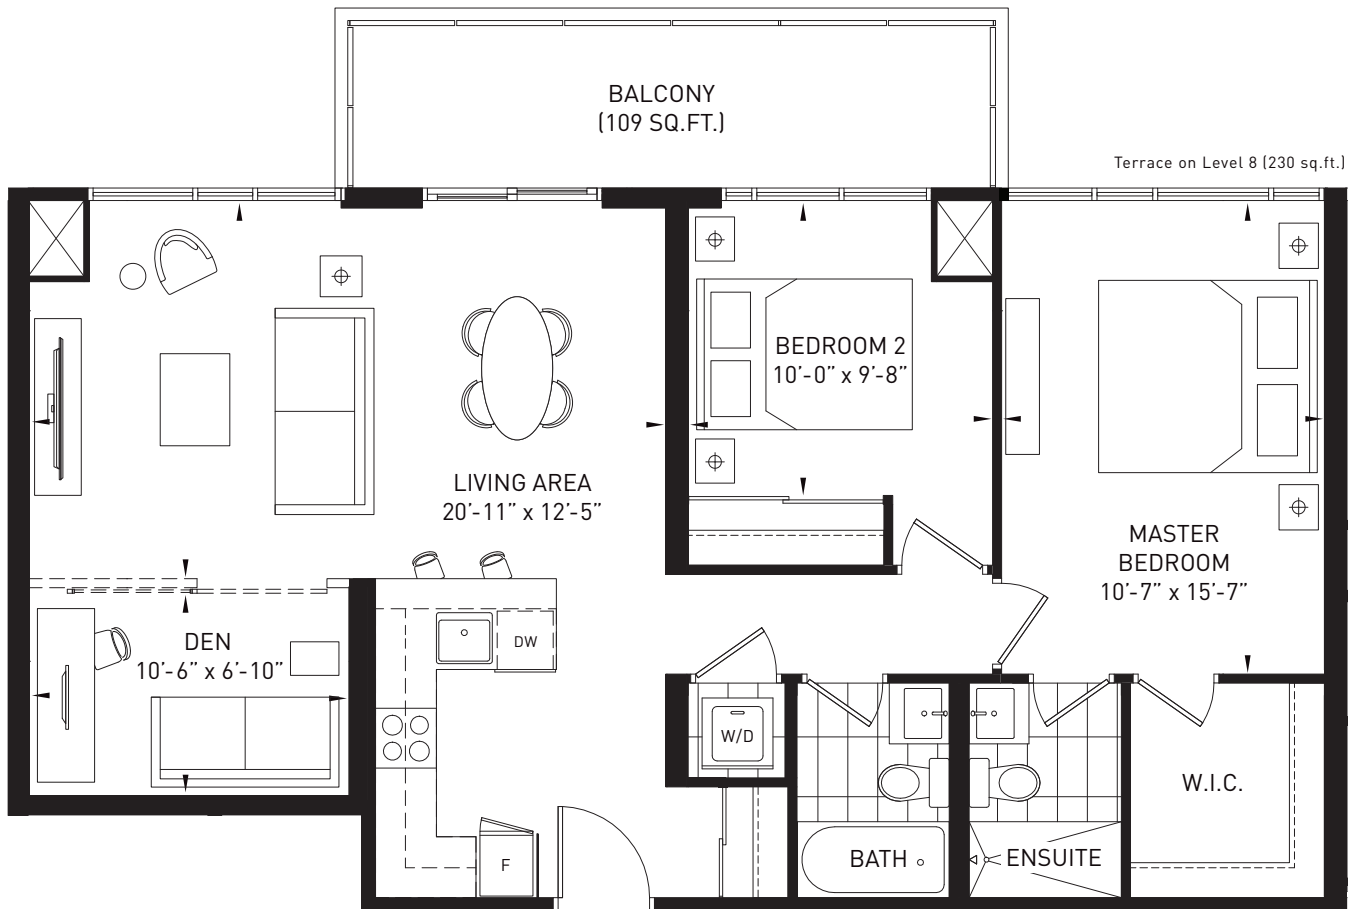 BALCONY
(109 SQ.FT.)
Terrace on Level 8 (230 sq.ft.)
BEDROOM 2
10'-0” x 9'-8”
LIVING AREA
20'-11” x 12'-5”
MASTER
BEDROOM
10'-7” x 15'-7”
DEN
10'-6” x 6'-10”
DW
W/D
W.I.C.
F
BATH
ENSUITE